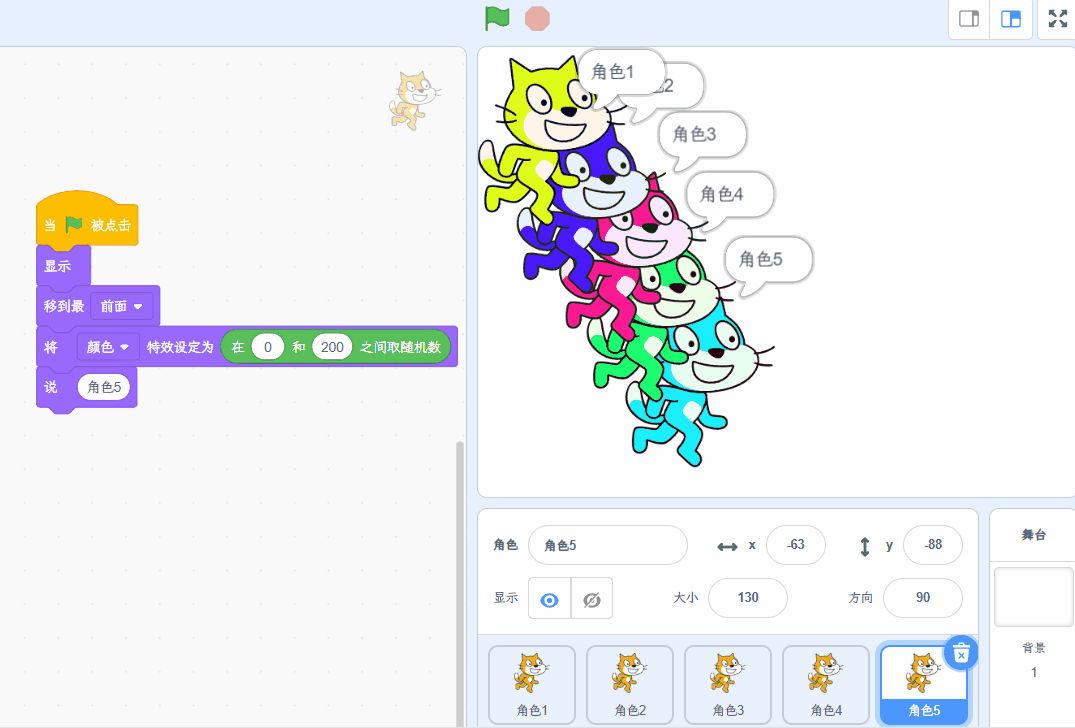 角色1
2
角色3
角色4
角色5
当 被点击
显示
移到最 前面
将 颜色 特效设定为 在 0 和 200 之间取随机数
说 角色5
角色 角色5 x -63 y -88
显示 大小 130 方向 90
舞台
背景
1
角色1 角色2 角色3 角色4 角色5